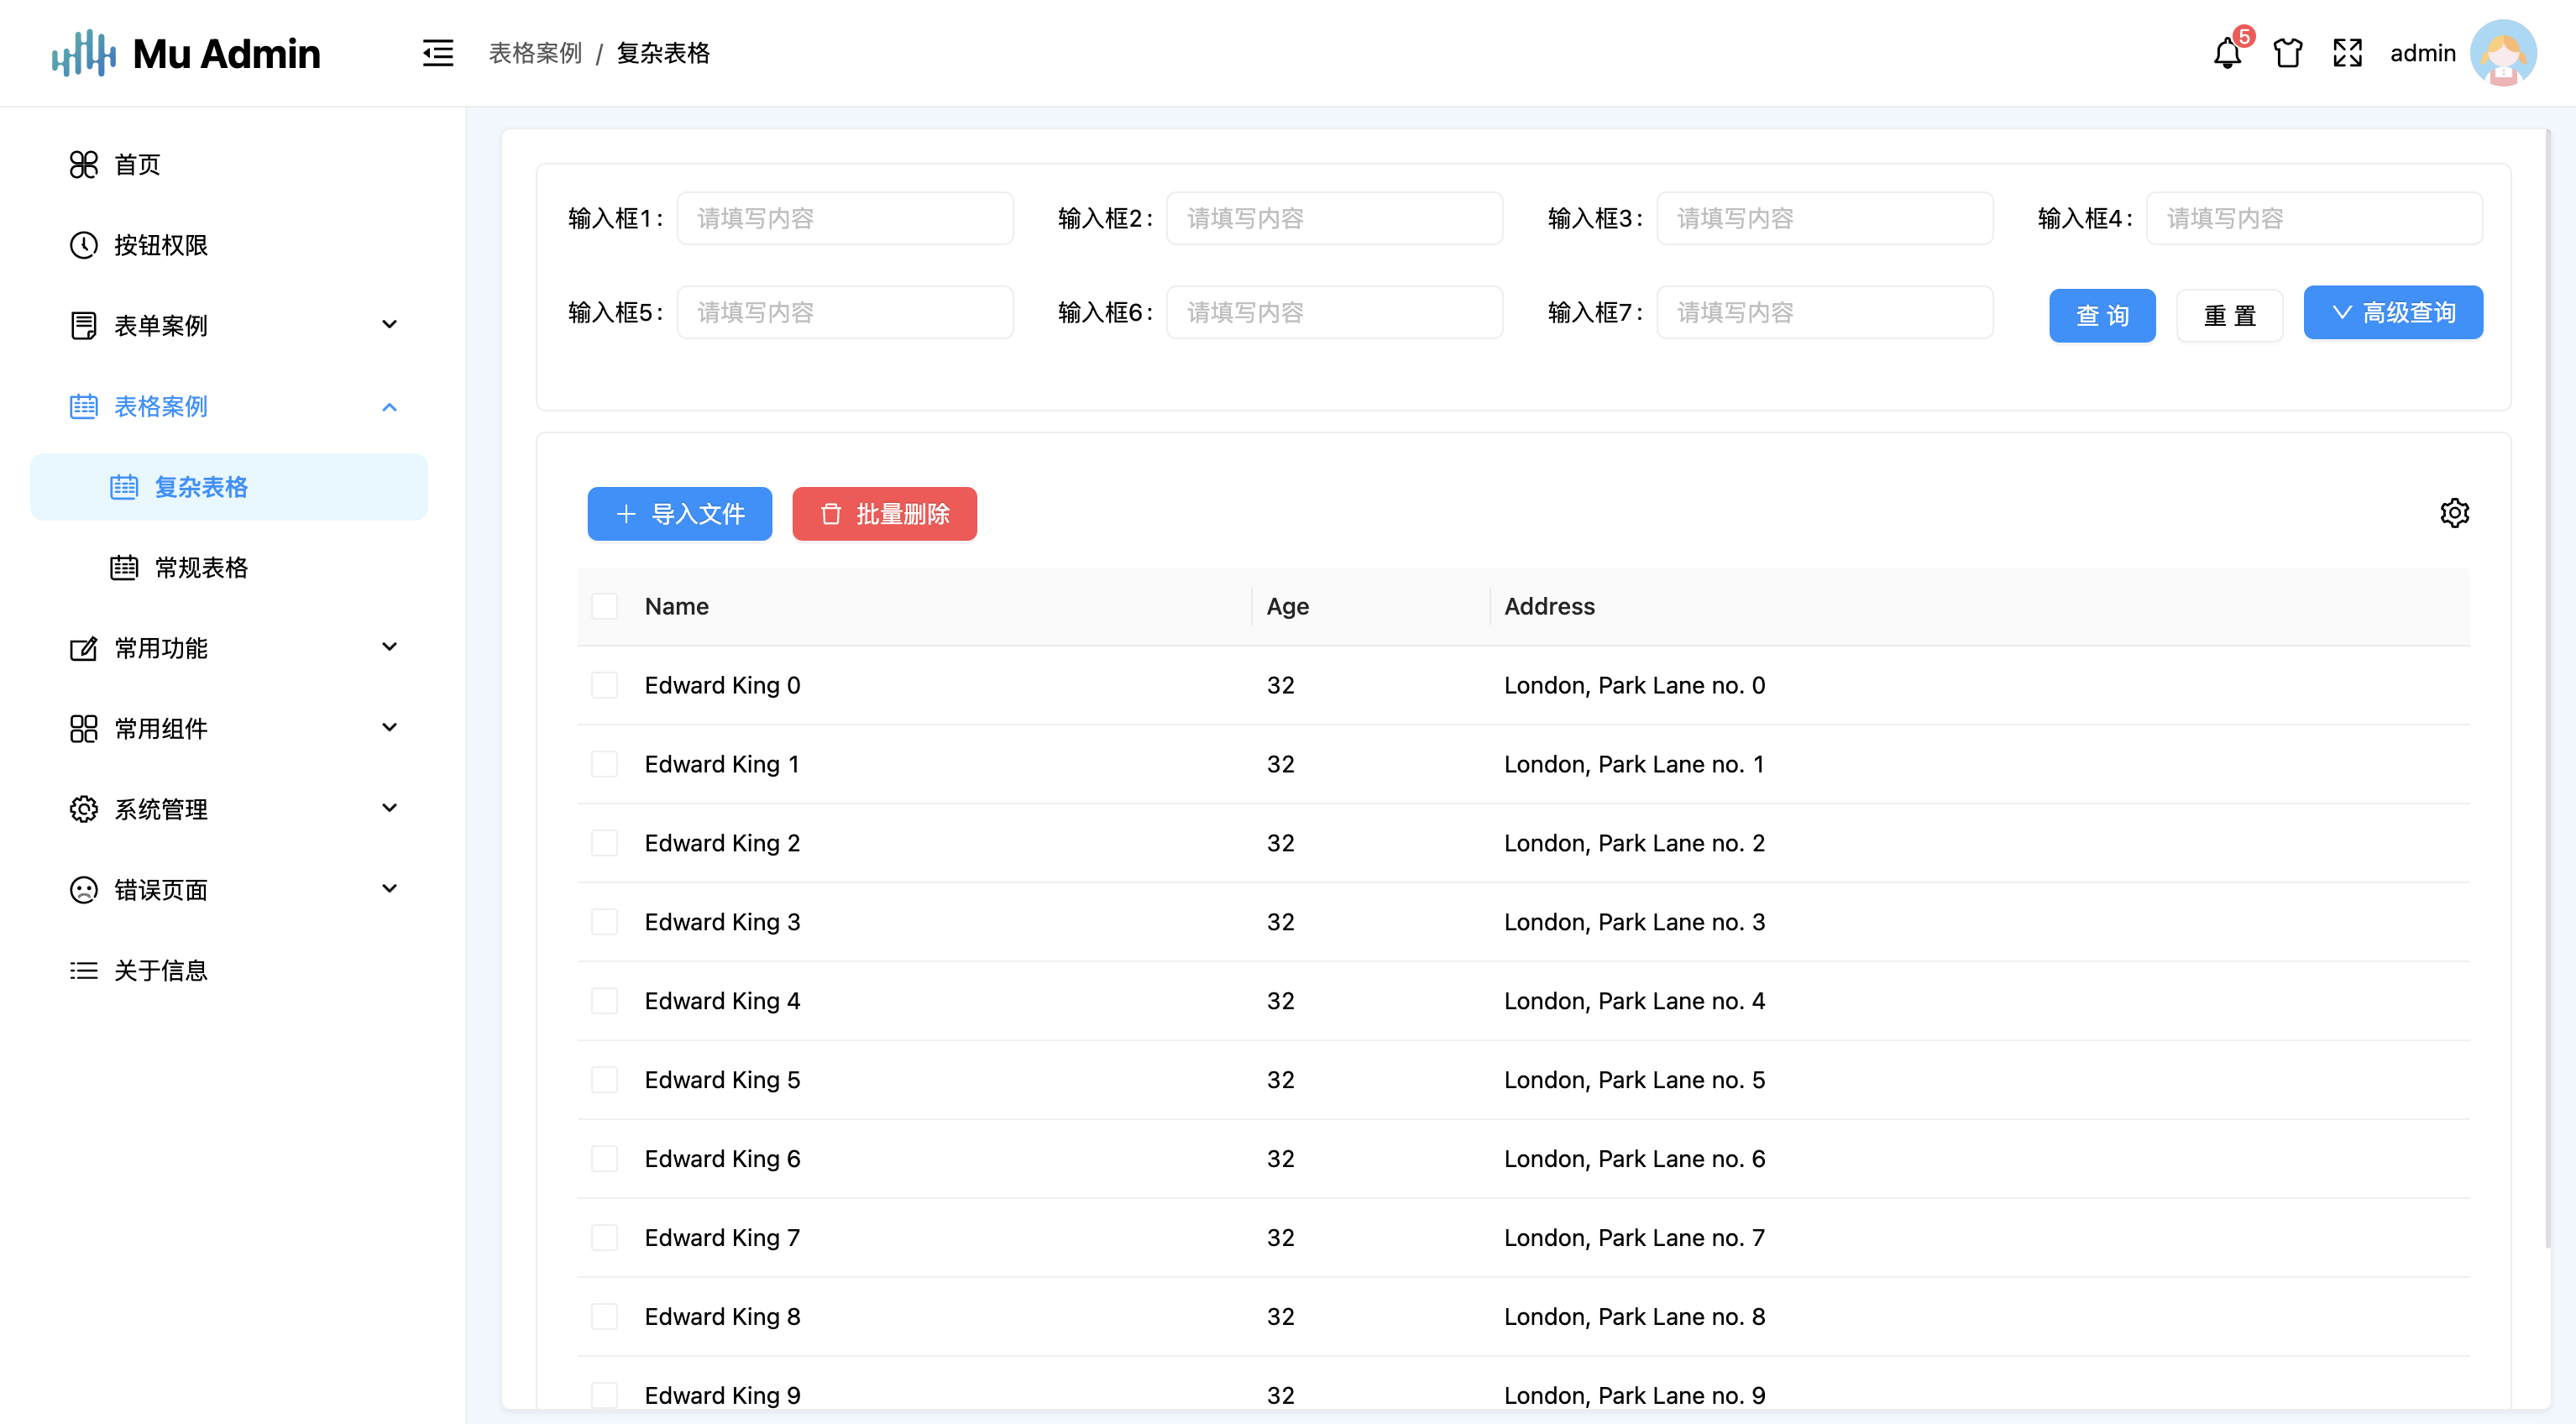 Mu Admin
表格案例 / 复杂表格
5
admin
首页
按钮权限
表单案例
表格案例
复杂表格
常规表格
常用功能
常用组件
系统管理
错误页面
关于信息
输入框1: 请填写内容 输入框2: 请填写内容 输入框3: 请填写内容 输入框4: 请填写内容
输入框5: 请填写内容 输入框6: 请填写内容 输入框7: 请填写内容 查 询 重 置 高级查询
导入文件 批量删除
Name Age Address
Edward King 0 32 London, Park Lane no. 0
Edward King 1 32 London, Park Lane no. 1
Edward King 2 32 London, Park Lane no. 2
Edward King 3 32 London, Park Lane no. 3
Edward King 4 32 London, Park Lane no. 4
Edward King 5 32 London, Park Lane no. 5
Edward King 6 32 London, Park Lane no. 6
Edward King 7 32 London, Park Lane no. 7
Edward King 8 32 London, Park Lane no. 8
Edward King 9 32 London, Park Lane no. 9